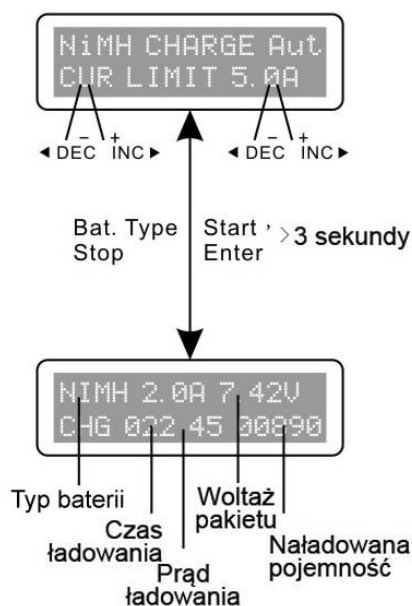 NiMH CHARGE Aut
CUR LIMIT 5.0A
− + − +
◄ DEC INC ► ◄ DEC INC ►
Bat. Type Start , > 3 sekundy
Stop Enter
NIMH 2.0A 7.42V
CHG 022:45 00890
Typ baterii
Woltaż
pakietu
Czas
ładowania
Naładowana
pojemność
Prąd
ładowania